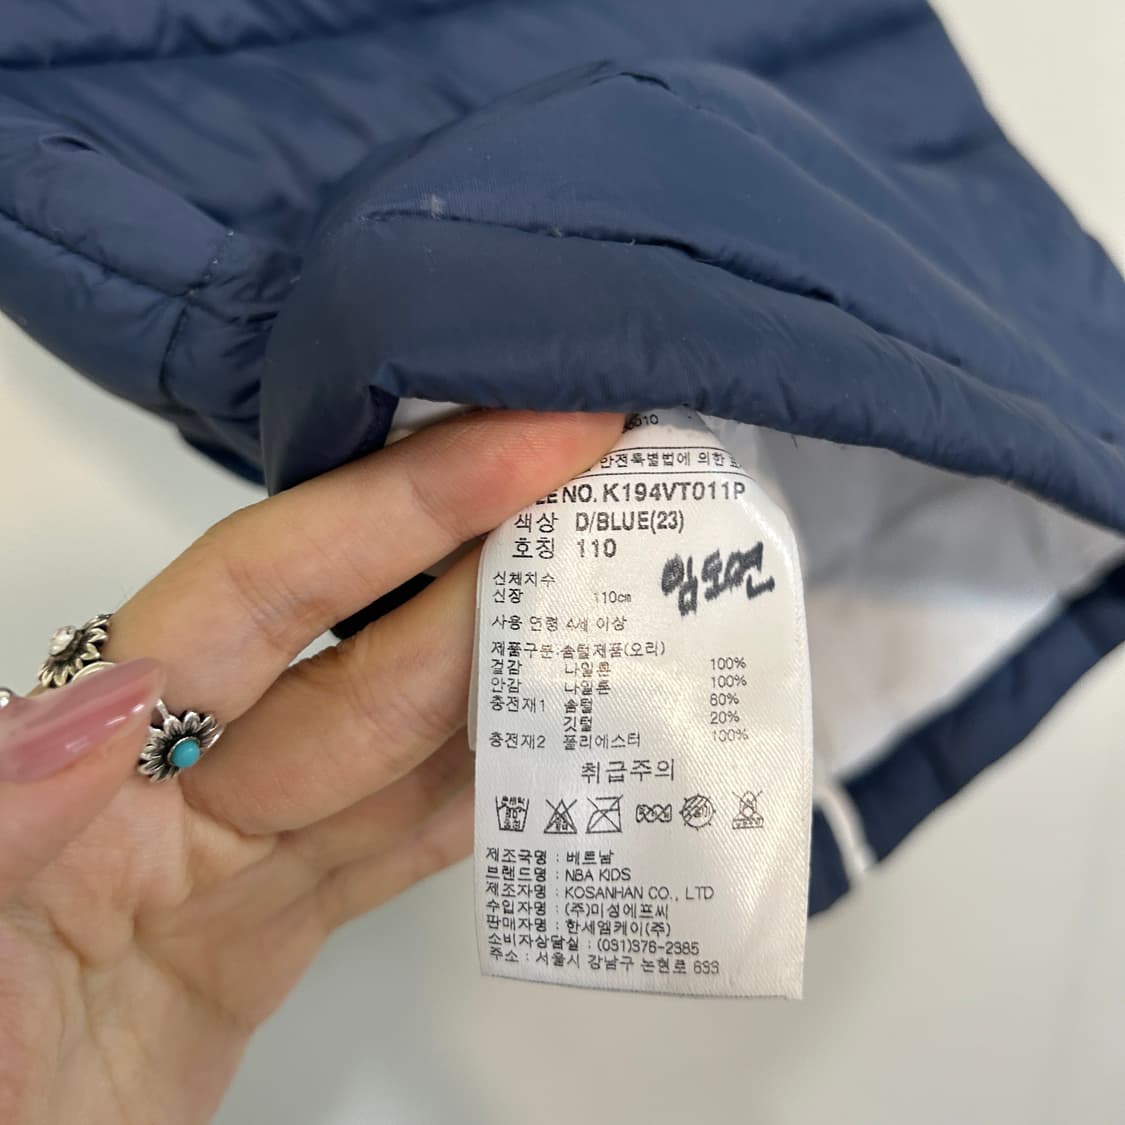 안전특별법에 의한
NO. K194VT011P
색상 D/BLUE(23)
호칭 110
임도연
신체치수
신장 110cm
사용 연령 4세 이상
제품구분:솜털제품(오리)
겉감 나일론 100%
안감 나일론 100%
충전재1 솜털 80%
깃털 20%
충전재2 폴리에스터 100%
취급주의
제조국명 : 베트남
브랜드명 : NBA KIDS
제조자명 : KOSANHAN CO., LTD
수입자명 : (주)미성에프씨
판매자명 : 한세엠케이(주)
소비자상담실 : (031)376-2385
주소 : 서울시 강남구 논현로 633